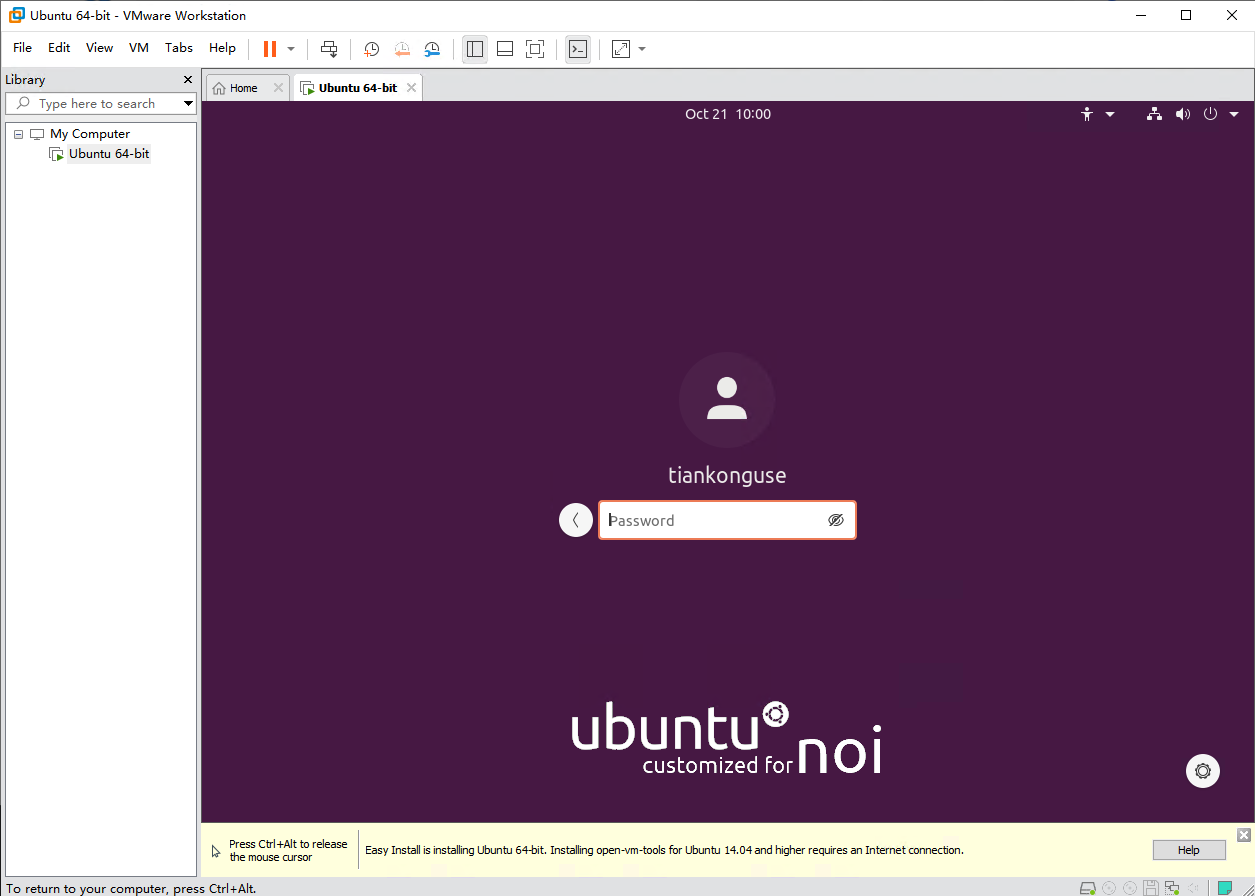 Ubuntu 64-bit - VMware Workstation
File Edit View VM Tabs Help
Library
Type here to search
My Computer
Ubuntu 64-bit
Home
Ubuntu 64-bit
Oct 21 10:00
tiankonguse
Password
ubuntu
customized for noi
Press Ctrl+Alt to release
the mouse cursor
Easy Install is installing Ubuntu 64-bit. Installing open-vm-tools for Ubuntu 14.04 and higher requires an Internet connection.
Help
To return to your computer, press Ctrl+Alt.